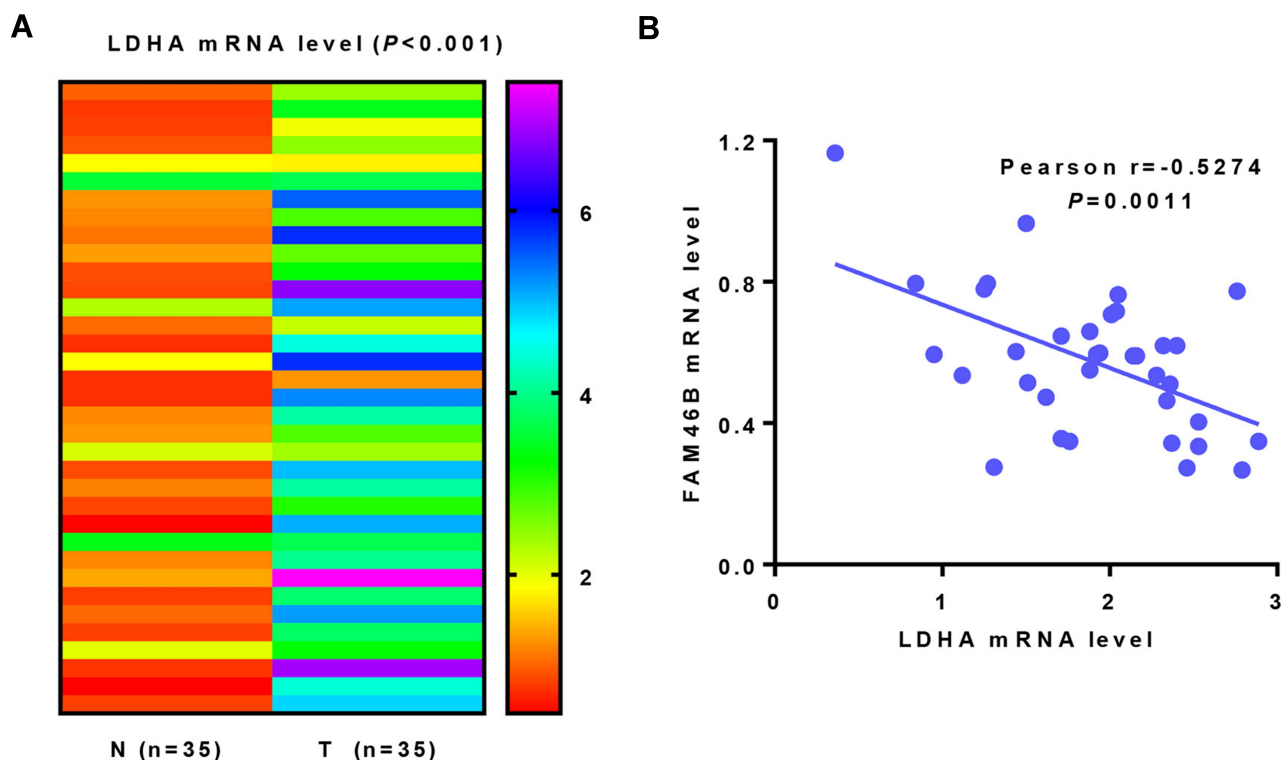 A
LDHA mRNA level (P<0.001)
6
4
2
N (n=35)
T (n=35)
B
Pearson r=-0.5274
P=0.0011
FAM46B mRNA level
1.2
0.8
0.4
0.0
0
1
2
3
LDHA mRNA level